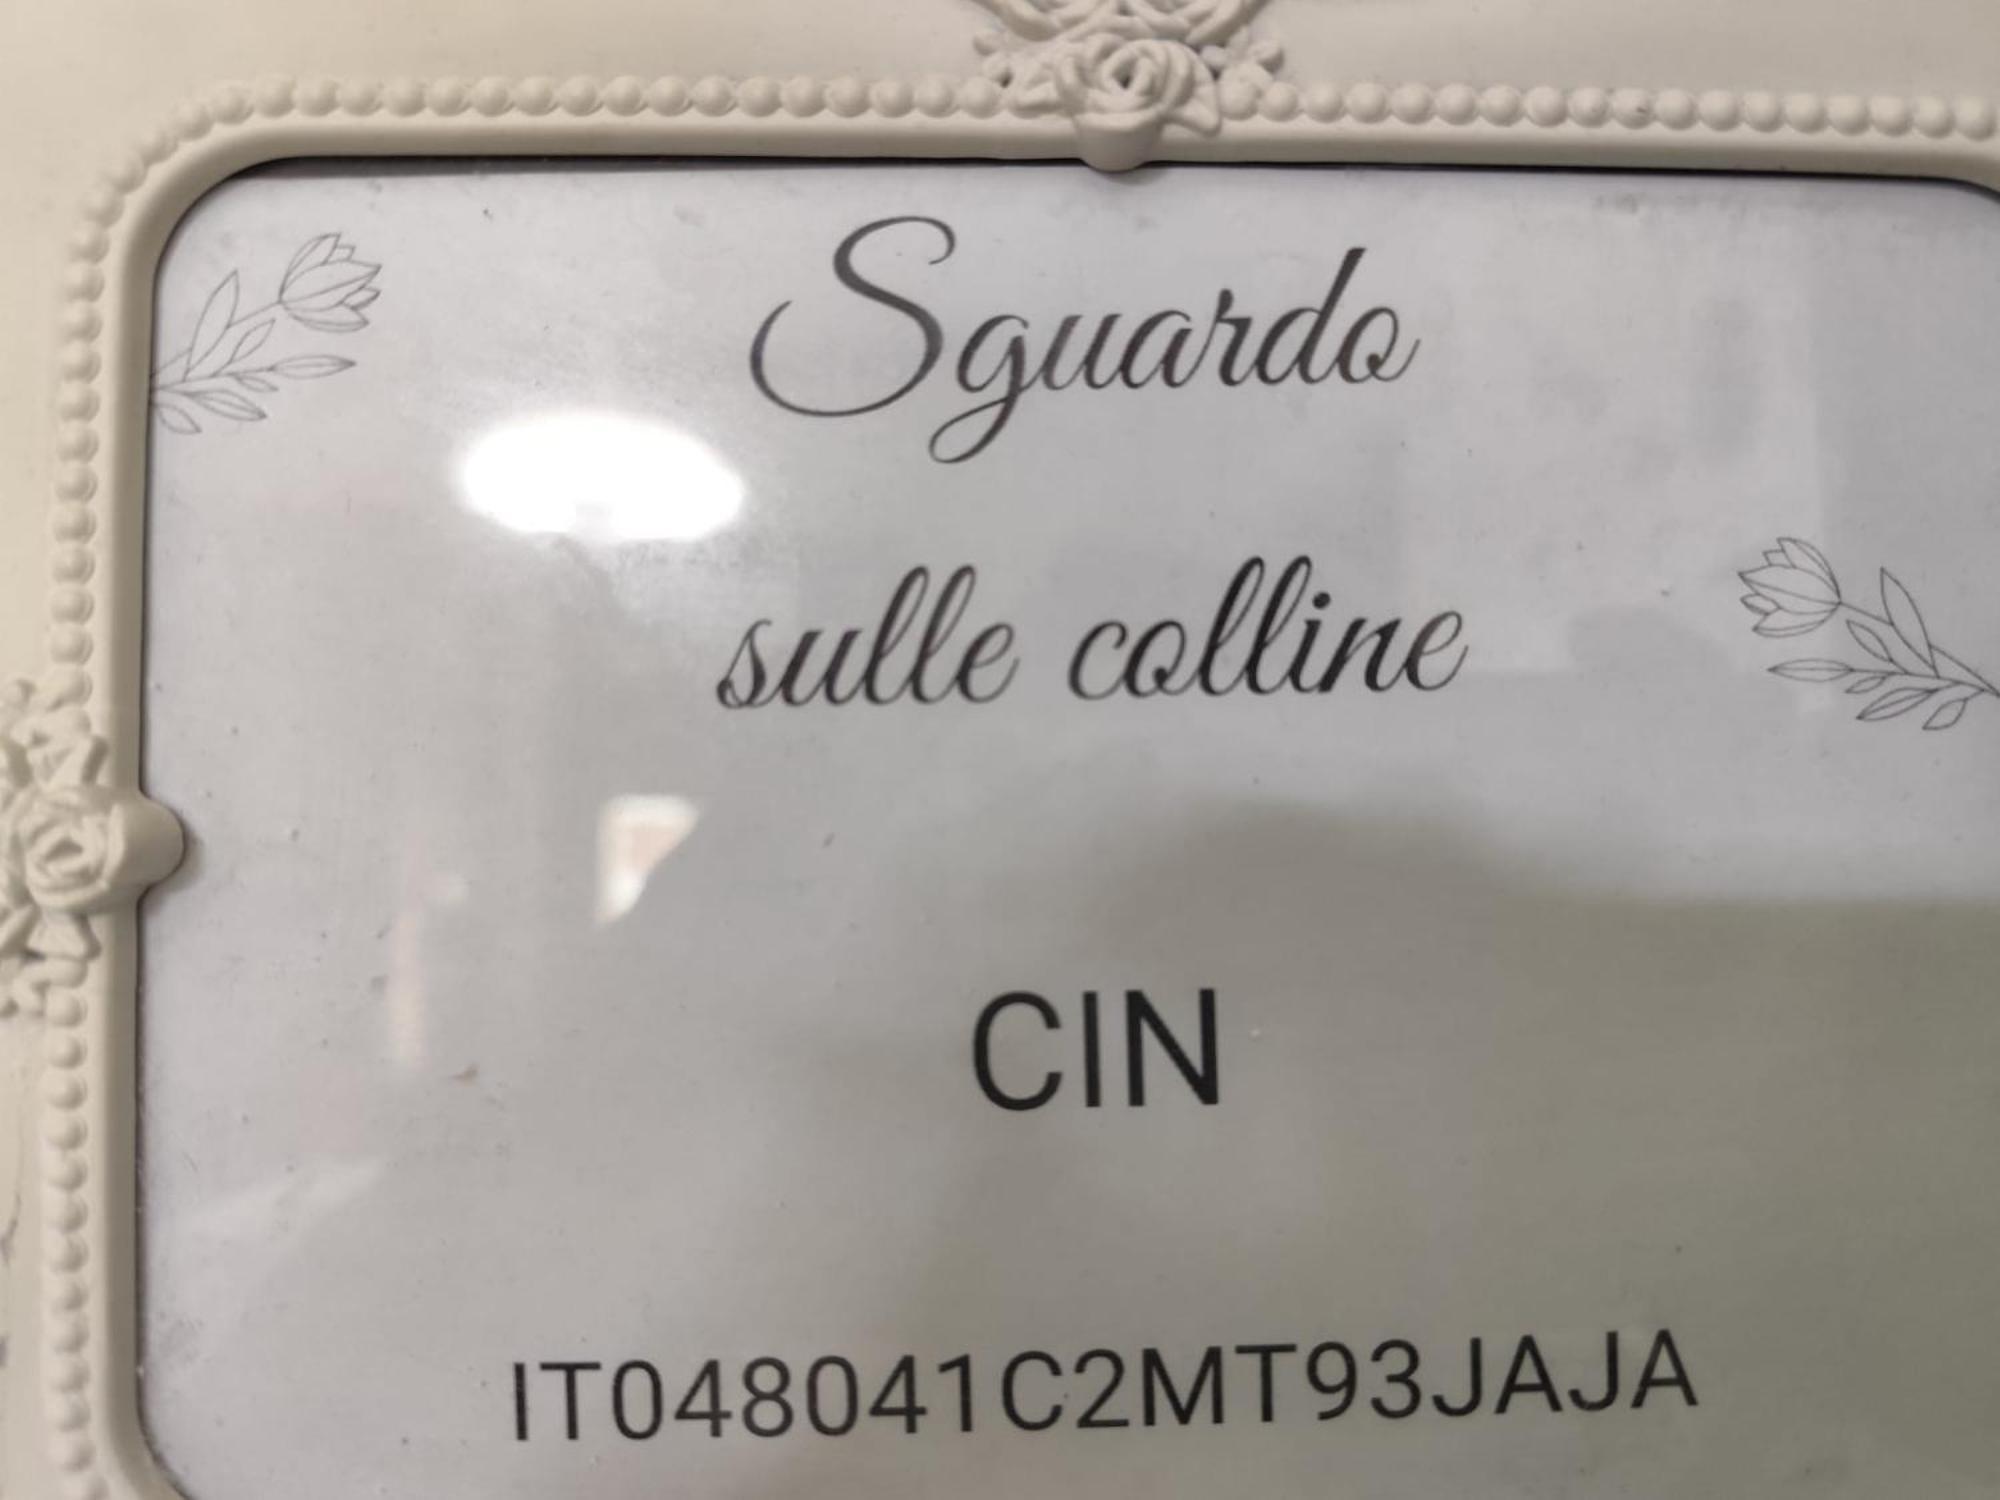 Sguardo
sulle colline
CIN
IT048041C2MT93JAJA